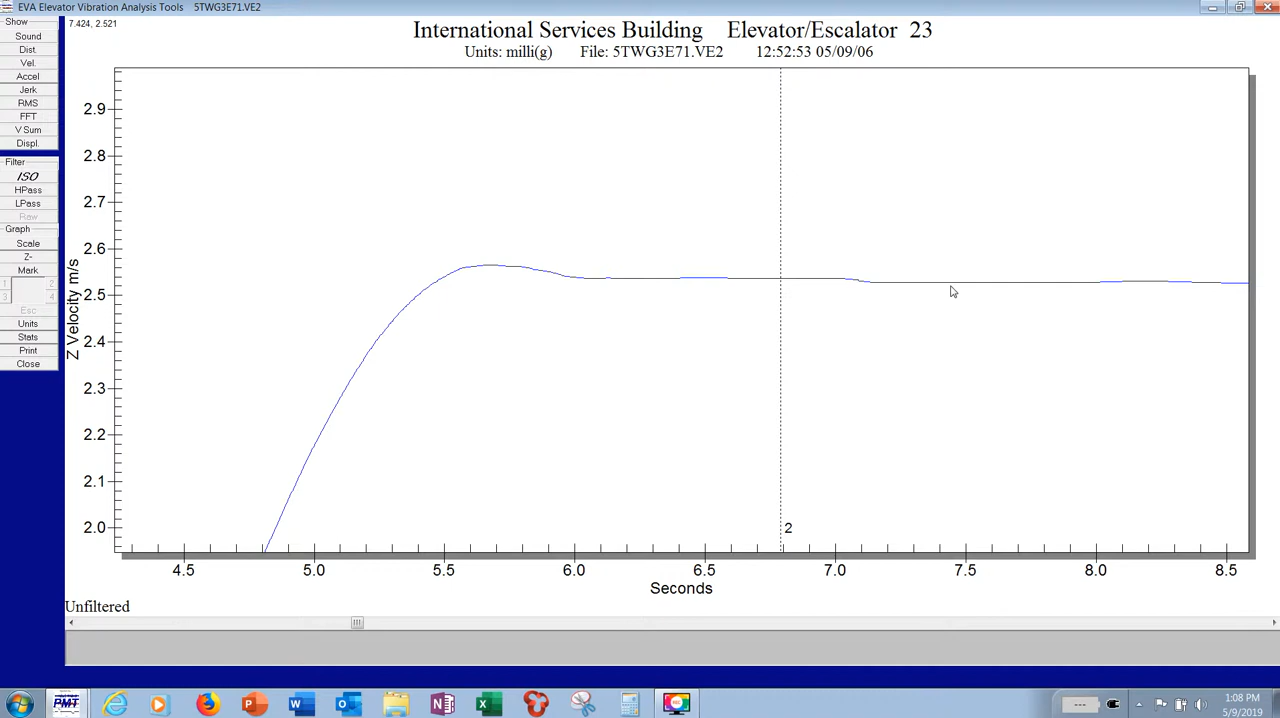 EVA Elevator Vibration Analysis Tools 5TWG3E71.VE2
Show
7.424, 2.521
Sound
Dist.
Vel.
Accel
Jerk
RMS
FFT
V Sum
Displ.
Filter
ISO
HPass
LPass
Raw
Graph
Scale
Z-
Mark
1 2
3 4
Esc
Units
Stats
Print
Close
International Services Building Elevator/Escalator 23
Units: milli(g) File: 5TWG3E71.VE2 12:52:53 05/09/06
2.9
2.8
2.7
2.6
2.5
2.4
2.3
2.2
2.1
2.0
Z Velocity m/s
2
4.5 5.0 5.5 6.0 6.5 7.0 7.5 8.0 8.5
Seconds
Unfiltered
PMT
---
1:08 PM
5/9/2019